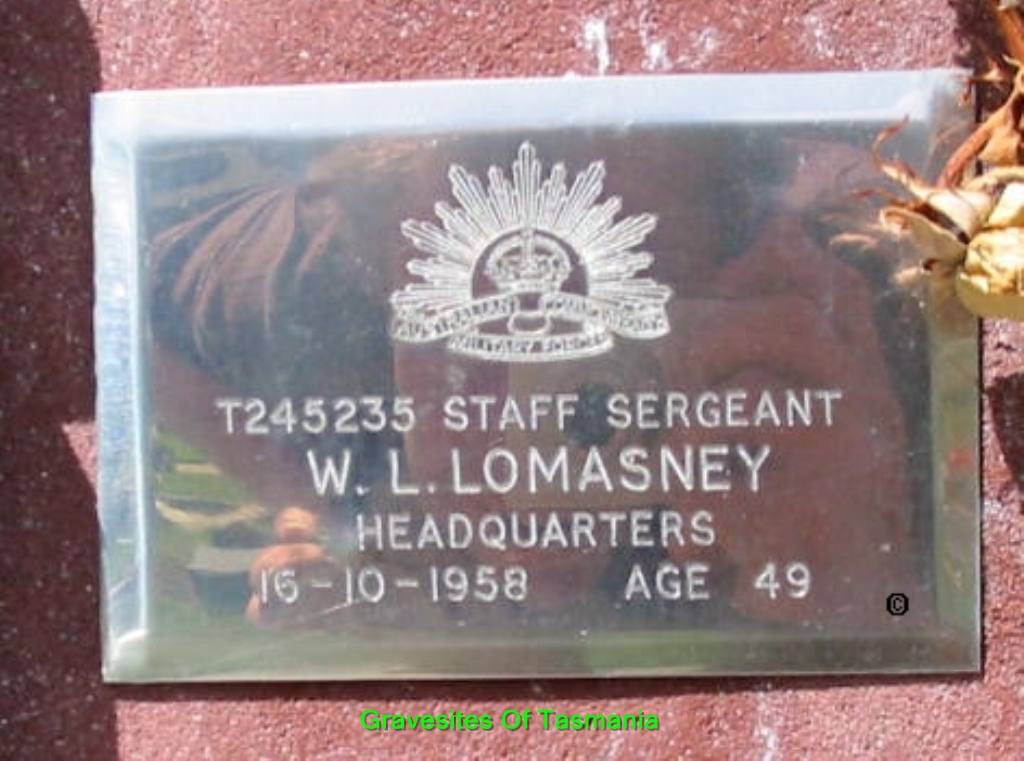 AUSTRALIAN COMMONWEALTH
MILITARY FORCES
T245235 STAFF SERGEANT
W. L. LOMASNEY
HEADQUARTERS
16-10-1958 AGE 49
©
Gravesites Of Tasmania